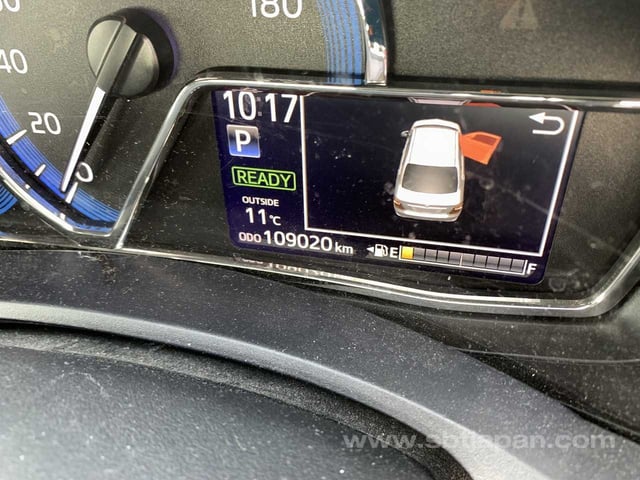 180
40
20
0
10:17
P
READY
OUTSIDE
11°C
ODO 109020 km
E F
www.sbtjapan.com